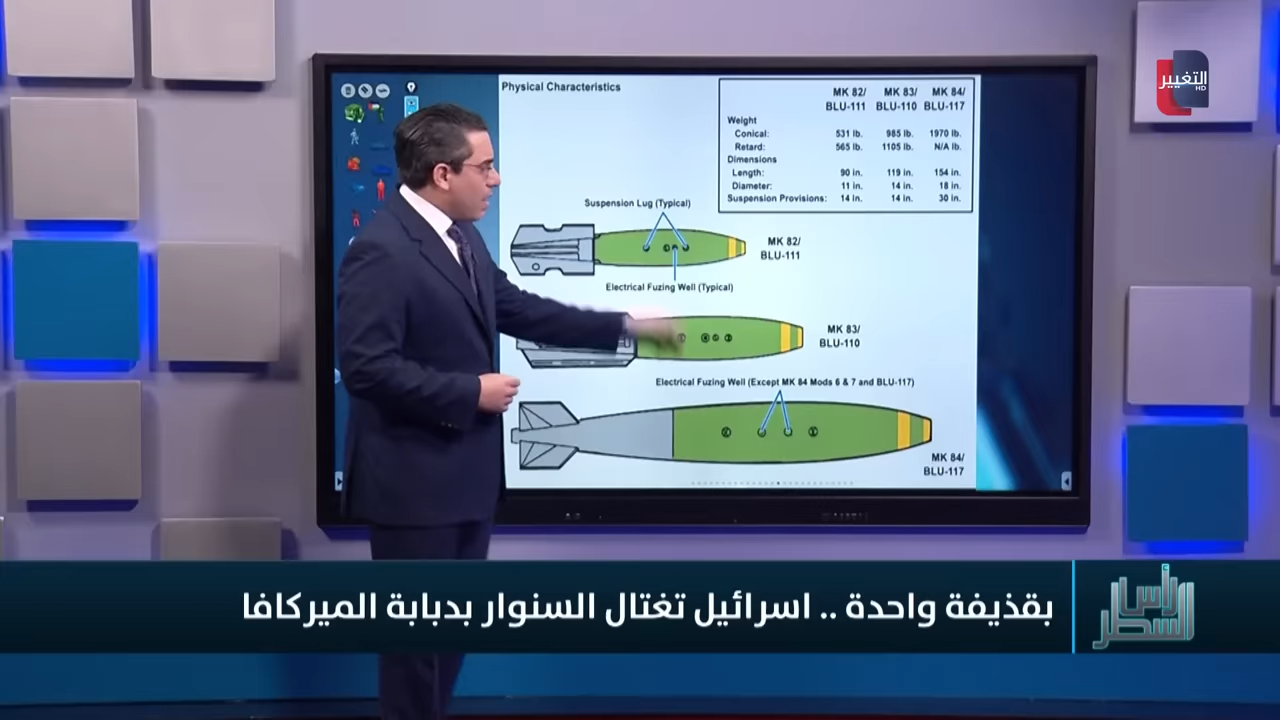 التغيير
HD
Physical Characteristics
MK 82/ MK 83/ MK 84/
BLU-111 BLU-110 BLU-117
Weight
Conical: 531 lb. 985 lb. 1970 lb.
Retard: 565 lb. 1105 lb. N/A lb.
Dimensions
Length: 90 in. 119 in. 154 in.
Diameter: 11 in. 14 in. 18 in.
Suspension Provisions: 14 in. 14 in. 30 in.
Suspension Lug (Typical)
MK 82/
BLU-111
Electrical Fuzing Well (Typical)
MK 83/
BLU-110
Electrical Fuzing Well (Except MK 84 Mods 6 & 7 and BLU-117)
MK 84/
BLU-117
رأس السطر
بقذيفة واحدة .. اسرائيل تغتال السنوار بدبابة الميركافا